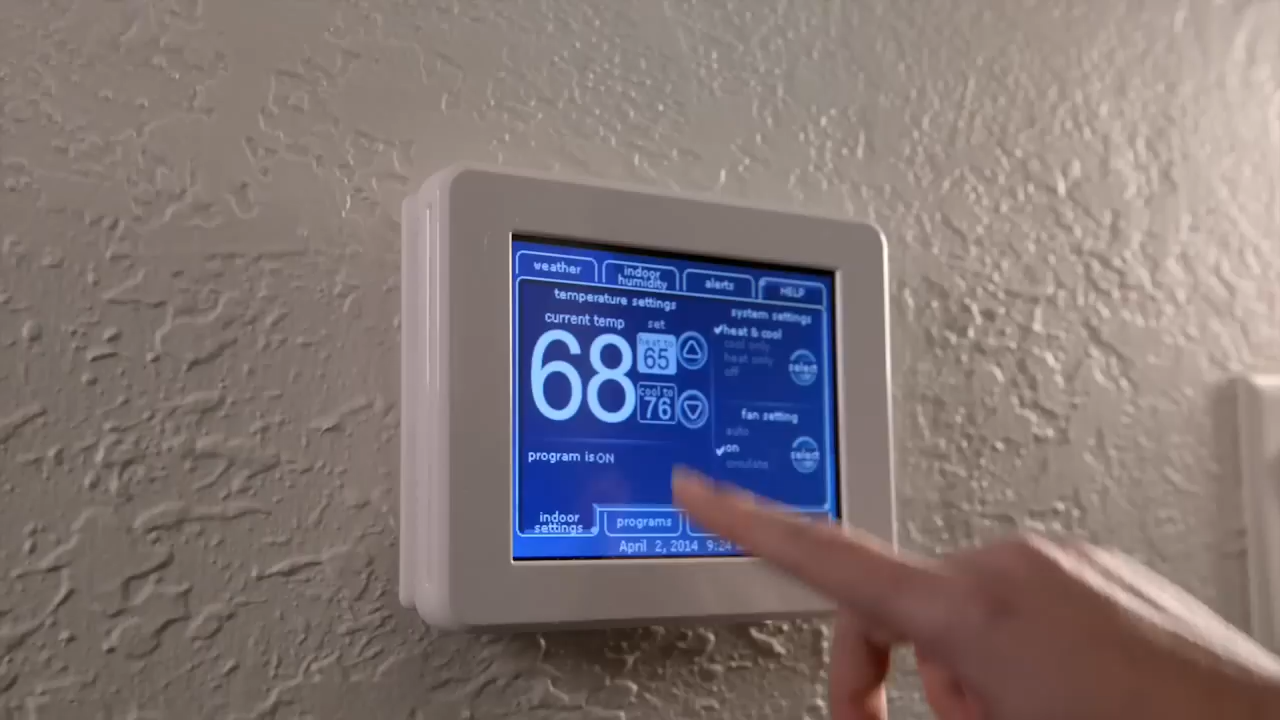 weather
indoor
humidity
alerts
HELP
temperature settings
current temp
set
68
heat to
65
cool to
76
program is ON
system settings
✔heat & cool
cool only
heat only
off
select
fan setting
auto
✔on
circulate
select
indoor
settings
programs
April 2, 2014 9:24